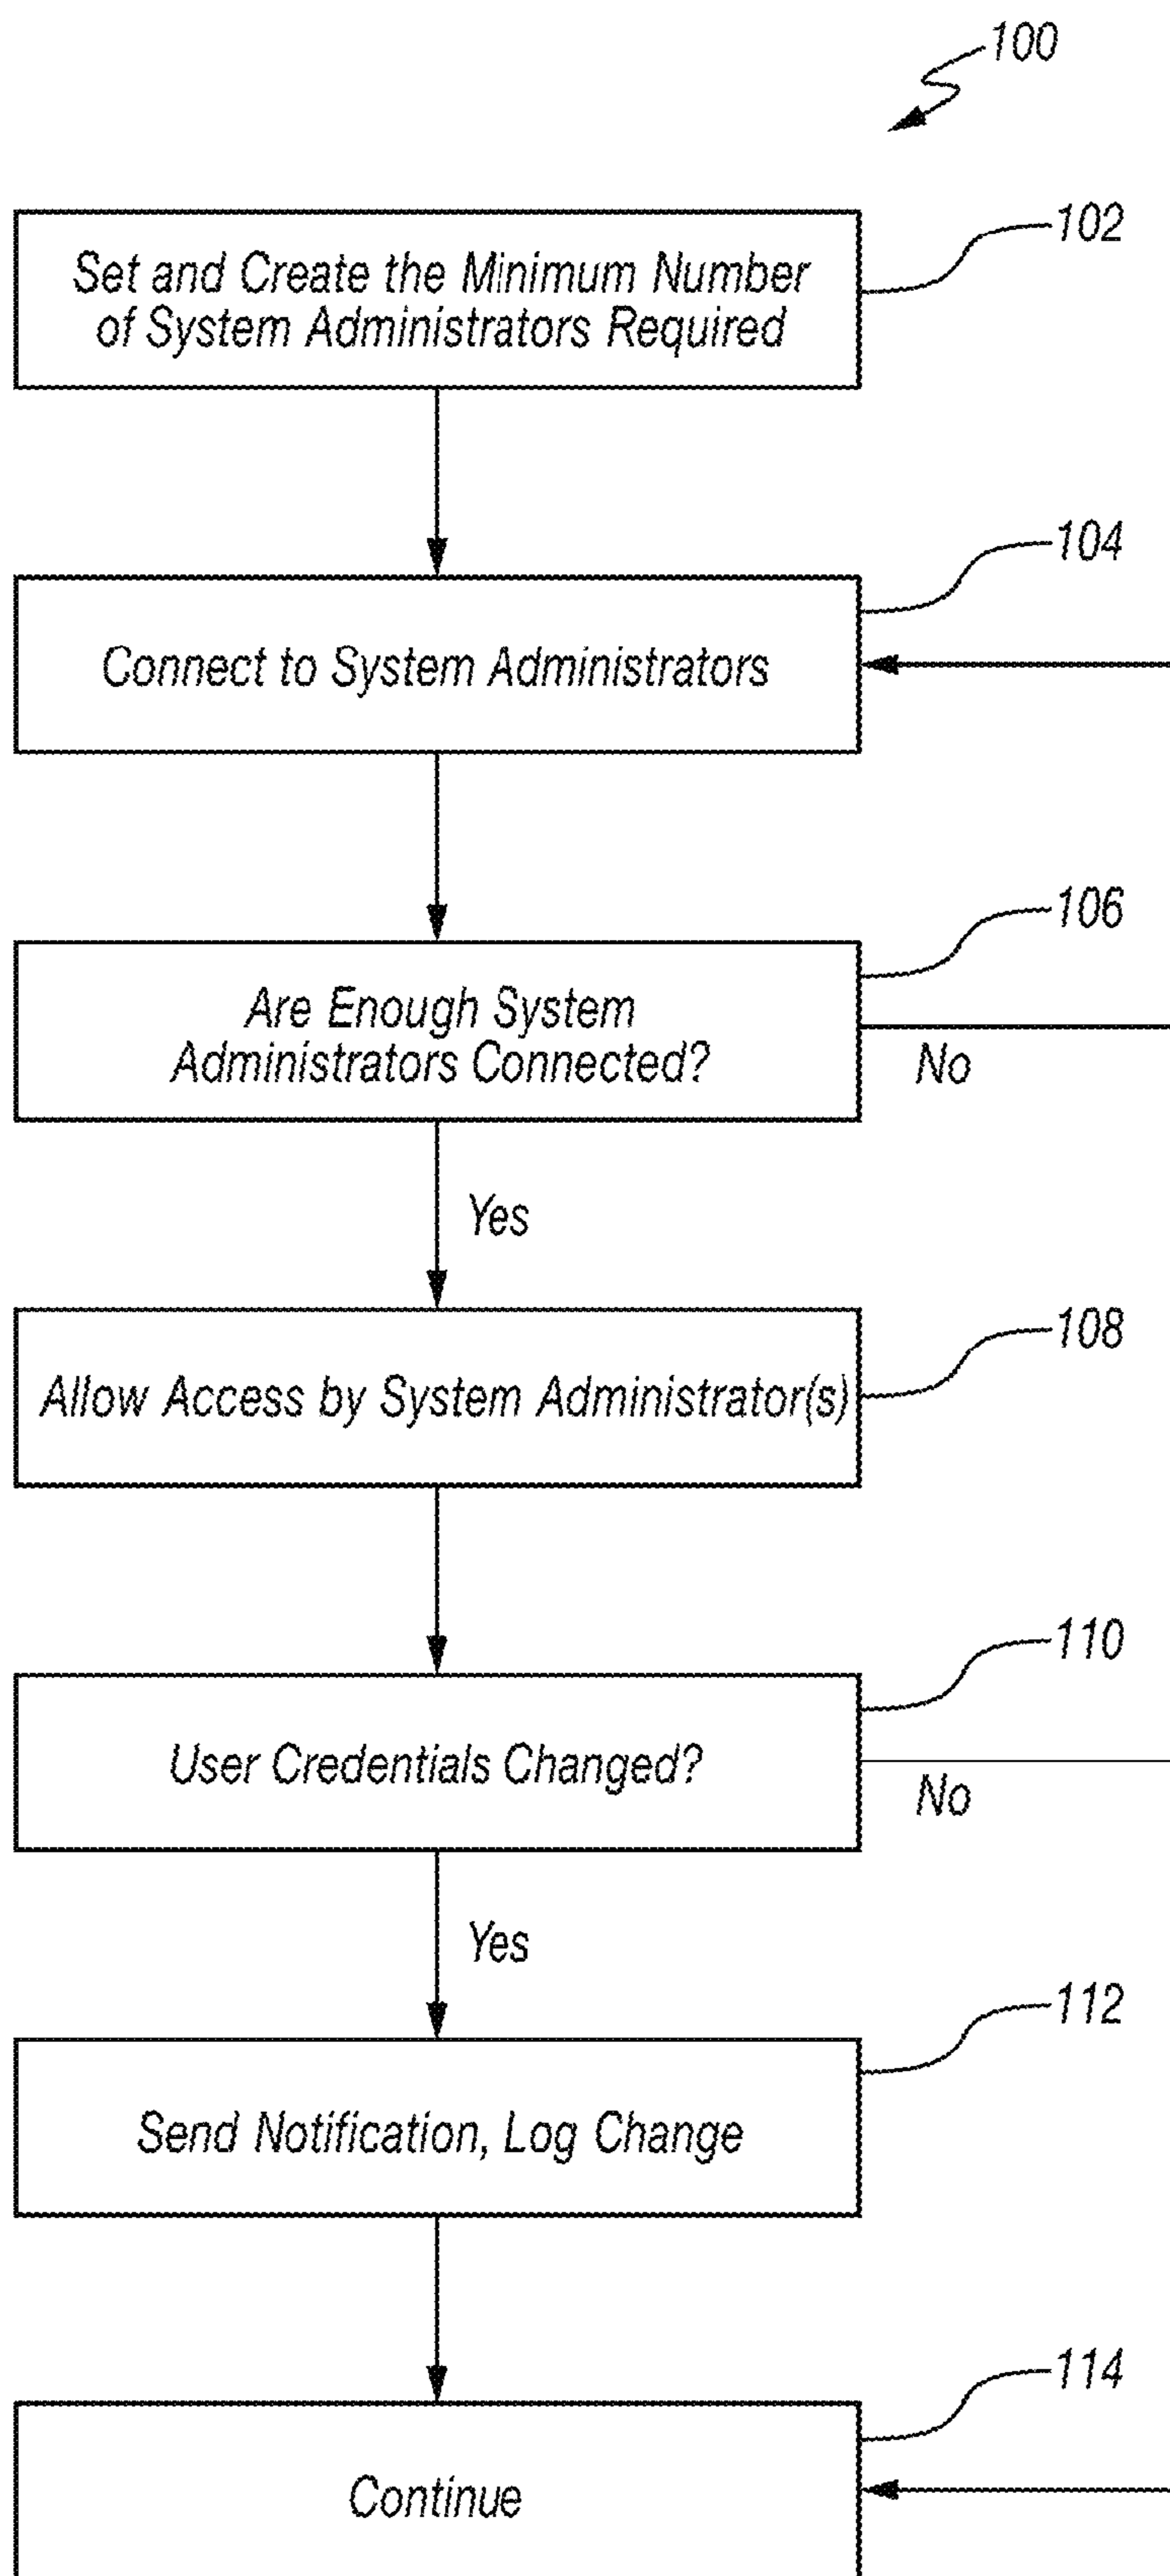 100
Set and Create the Minimum Number
of System Administrators Required
102
Connect to System Administrators
104
Are Enough System
Administrators Connected?
106
No
Yes
Allow Access by System Administrator(s)
108
User Credentials Changed?
110
No
Yes
Send Notification, Log Change
112
Continue
114